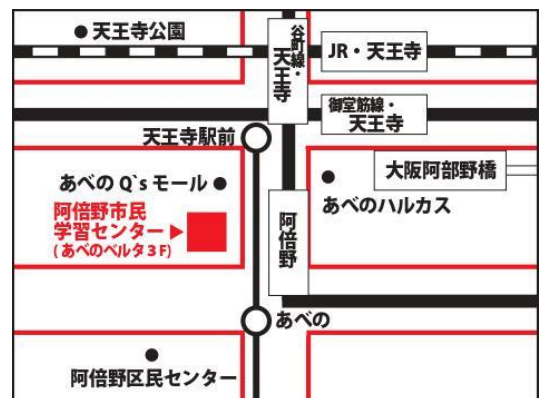 ●天王寺公園
谷町線・
天王寺
JR・天王寺
御堂筋線・
天王寺
天王寺駅前
あべのQ`sモール●
大阪阿部野橋
あべのハルカス
阿倍野市民
学習センター▶
(あべのベルタ3F)
阿倍野
あべの
阿倍野区民センター